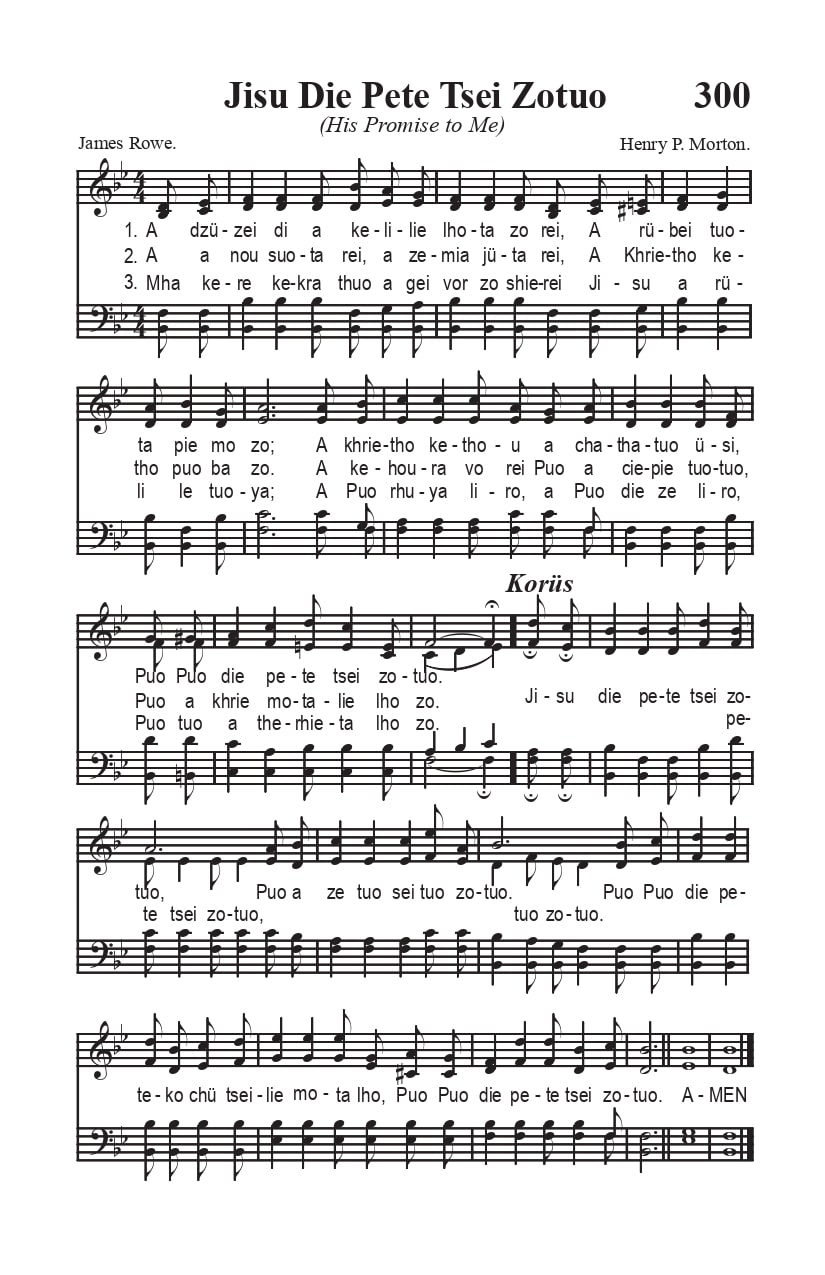 Jisu Die Pete Tsei Zotuo 300
(His Promise to Me)
James Rowe. Henry P. Morton.
1. A dzü-zei di a ke-li-lie lho-ta zo rei, A rü-bei tuo-
2. A a nou suo-ta rei, a ze-mia jü-ta rei, A Khrie-tho ke-
3. Mha ke-re ke-kra thuo a gei vor zo shie-rei Ji-su a rü-
ta pie mo zo; A khrie-tho ke-tho-u a cha-tha-tuo ü-si,
tho puo ba zo. A ke-hou-ra vo rei Puo a cie-pie tuo-tuo,
li le tuo-ya; A Puo rhu-ya li-ro, a Puo die ze li-ro,
Korüs
Puo Puo die pe-te tsei zo-tuo.
Puo a khrie mo-ta-lie lho zo. Ji-su die pe-te tsei zo-
Puo tuo a the-rhie-ta lho zo. pe-
tuo, Puo a ze tuo sei tuo zo-tuo. Puo Puo die pe-
te tsei zo-tuo, tuo zo-tuo.
te-ko chü tsei-lie mo-ta lho, Puo Puo die pe-te tsei zo-tuo. A-MEN